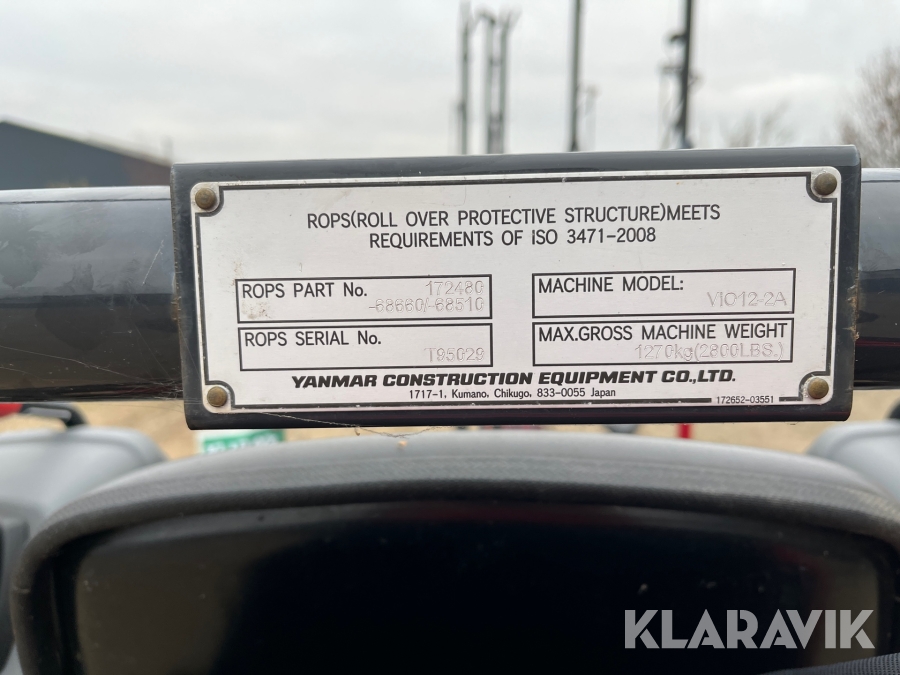 ROPS(ROLL OVER PROTECTIVE STRUCTURE)MEETS
REQUIREMENTS OF ISO 3471-2008
ROPS PART No. 172480
-68660/-68510
MACHINE MODEL:
VIO12-2A
ROPS SERIAL No.
T95029
MAX.GROSS MACHINE WEIGHT
1270kg(2800LBS.)
YANMAR CONSTRUCTION EQUIPMENT CO.,LTD.
1717-1, Kumano, Chikugo, 833-0055 Japan
172652-03551
KLARAVIK